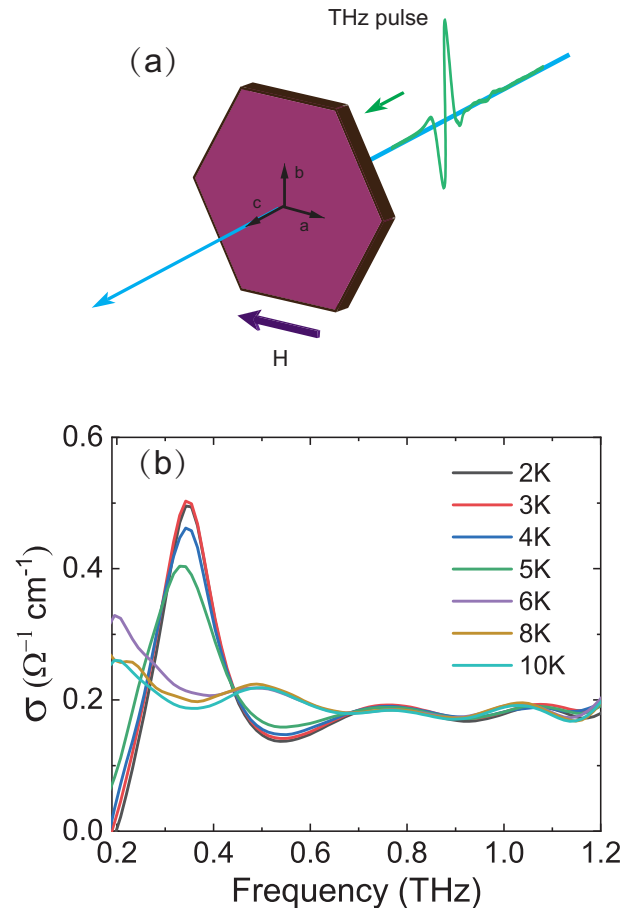 THz pulse
(a)
b
c
a
H
(b)
0.6
0.4
0.2
0.0
σ (Ω⁻¹ cm⁻¹)
2K
3K
4K
5K
6K
8K
10K
0.2 0.4 0.6 0.8 1.0 1.2
Frequency (THz)